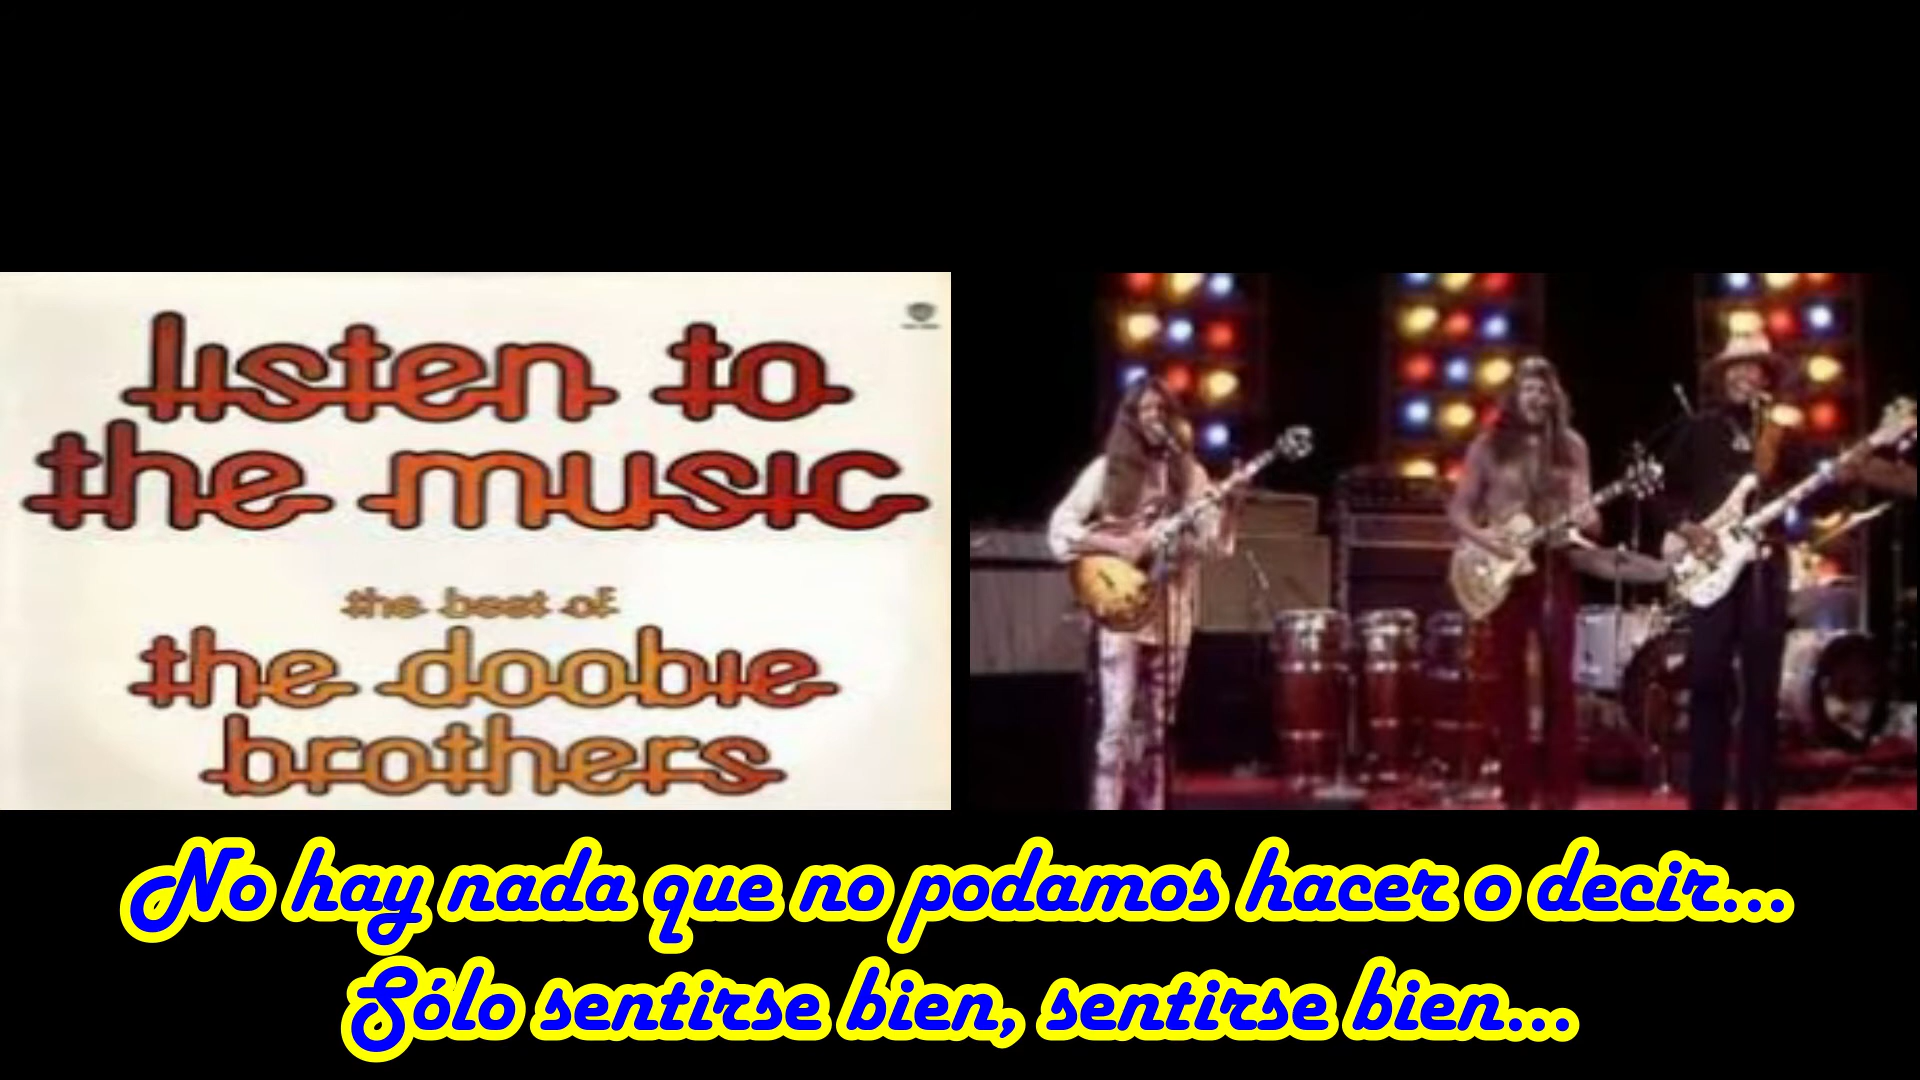 listen to
the music
the best of
the doobie
brothers
No hay nada que no podamos hacer o decir...
Sólo sentirse bien, sentirse bien...